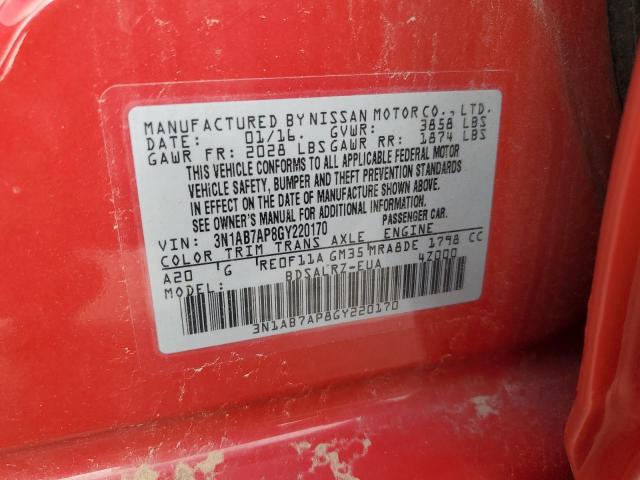 MANUFACTURED BY NISSAN MOTOR CO., LTD.
DATE: 01/16. GVWR: 3858 LBS
GAWR FR: 2028 LBS GAWR RR: 1874 LBS
THIS VEHICLE CONFORMS TO ALL APPLICABLE FEDERAL MOTOR
VEHICLE SAFETY, BUMPER AND THEFT PREVENTION STANDARDS
IN EFFECT ON THE DATE OF MANUFACTURE SHOWN ABOVE.
SEE OWNER'S MANUAL FOR ADDITIONAL INFORMATION.
VIN: 3N1AB7AP8GY220170 PASSENGER CAR.
COLOR TRIM TRANS AXLE ENGINE
A20 G RE0F11A GM35 MRA8DE 1798 CC
MODEL: BDSALRZ-EUA 4Z000
3N1AB7AP8GY220170